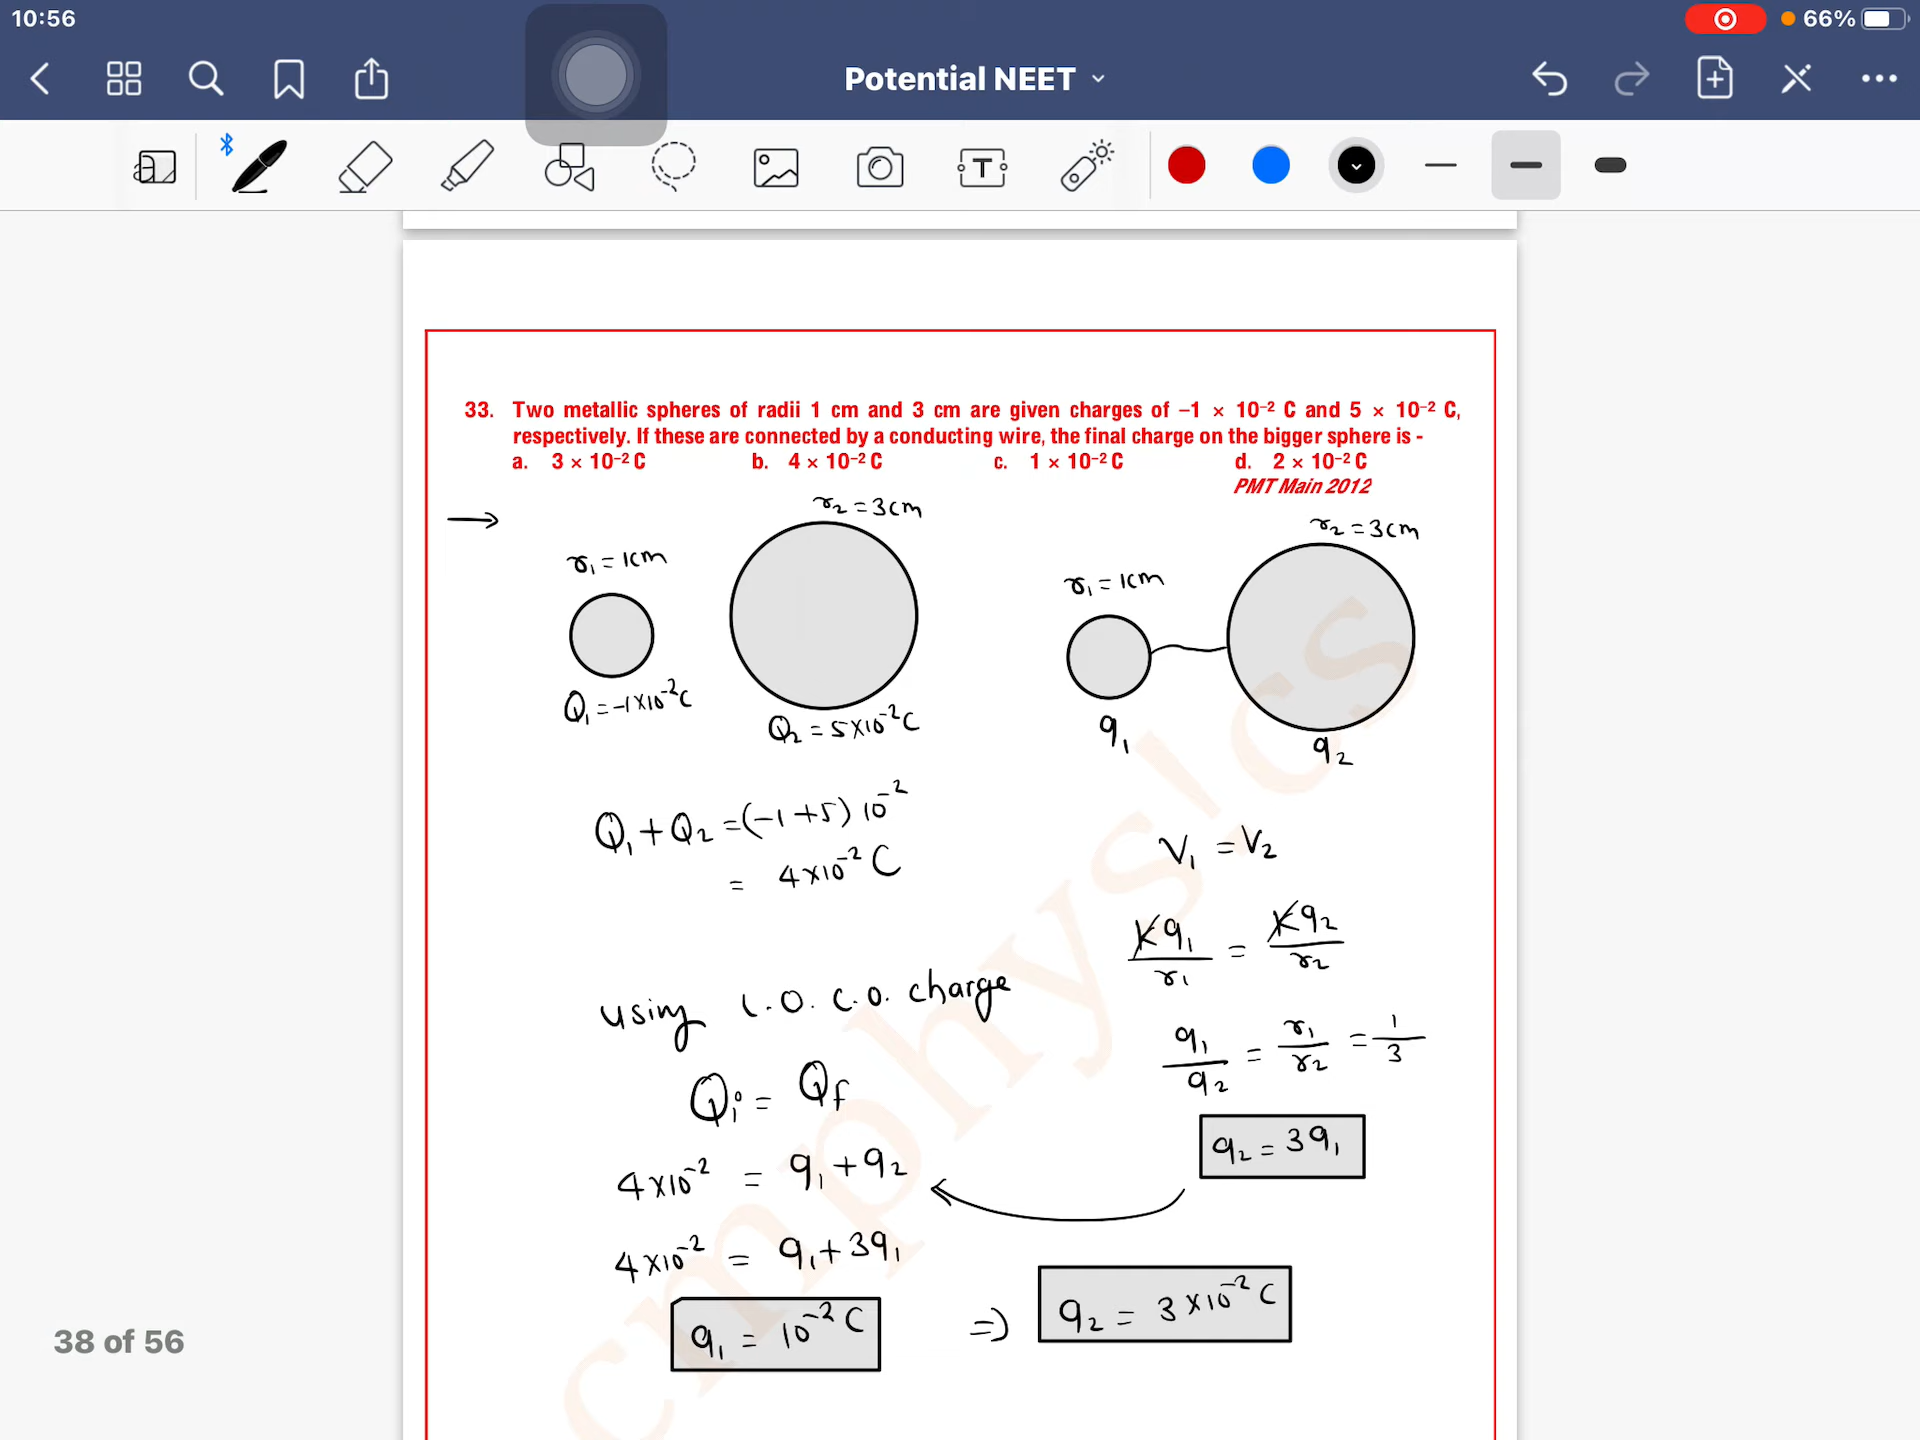 10:56
66%
Potential NEET
33. Two metallic spheres of radii 1 cm and 3 cm are given charges of –1 × 10⁻² C and 5 × 10⁻² C,
respectively. If these are connected by a conducting wire, the final charge on the bigger sphere is -
a. 3 × 10⁻² C b. 4 × 10⁻² C c. 1 × 10⁻² C d. 2 × 10⁻² C
PMT Main 2012
r₂ = 3cm
r₁ = 1cm
Q₁ = -1×10⁻²C
Q₂ = 5×10⁻²C
r₂ = 3cm
r₁ = 1cm
q₁
q₂
Q₁ + Q₂ = (-1+5) 10⁻²
= 4×10⁻² C
V₁ = V₂
Kq₁/r₁ = Kq₂/r₂
q₁/q₂ = r₁/r₂ = 1/3
q₂ = 3q₁
using L.O.C.O. charge
Qi = Qf
4×10⁻² = q₁ + q₂
4×10⁻² = q₁ + 3q₁
q₁ = 10⁻² C
⇒ q₂ = 3×10⁻² C
cmphy!cs
38 of 56